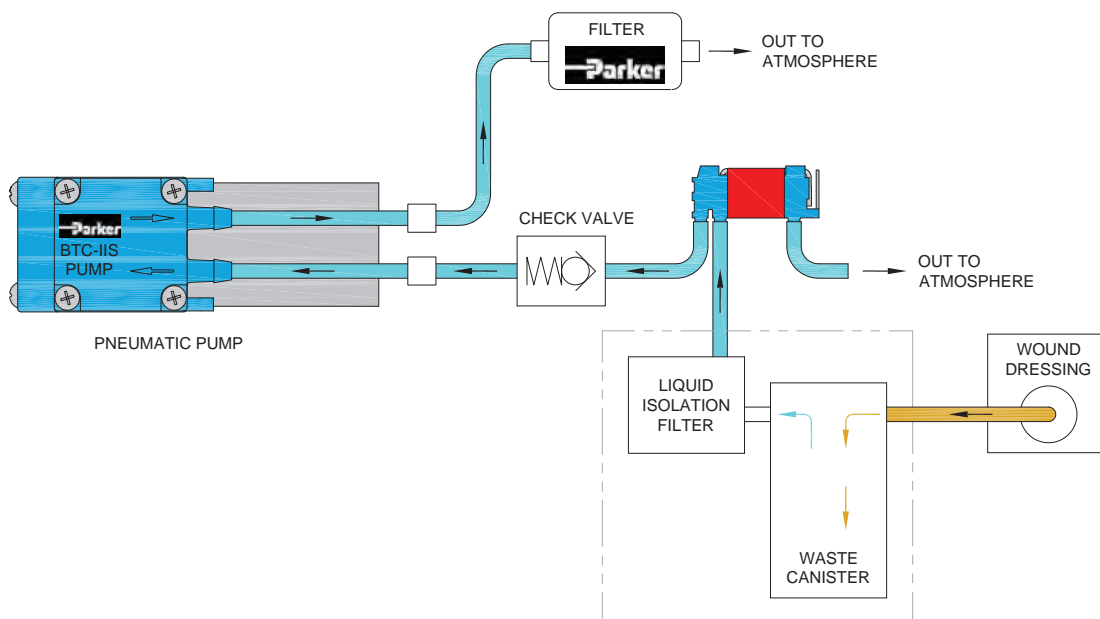 FILTER
Parker
OUT TO
ATMOSPHERE
Parker
BTC-IIS
PUMP
PNEUMATIC PUMP
CHECK VALVE
OUT TO
ATMOSPHERE
LIQUID
ISOLATION
FILTER
WASTE
CANISTER
WOUND
DRESSING